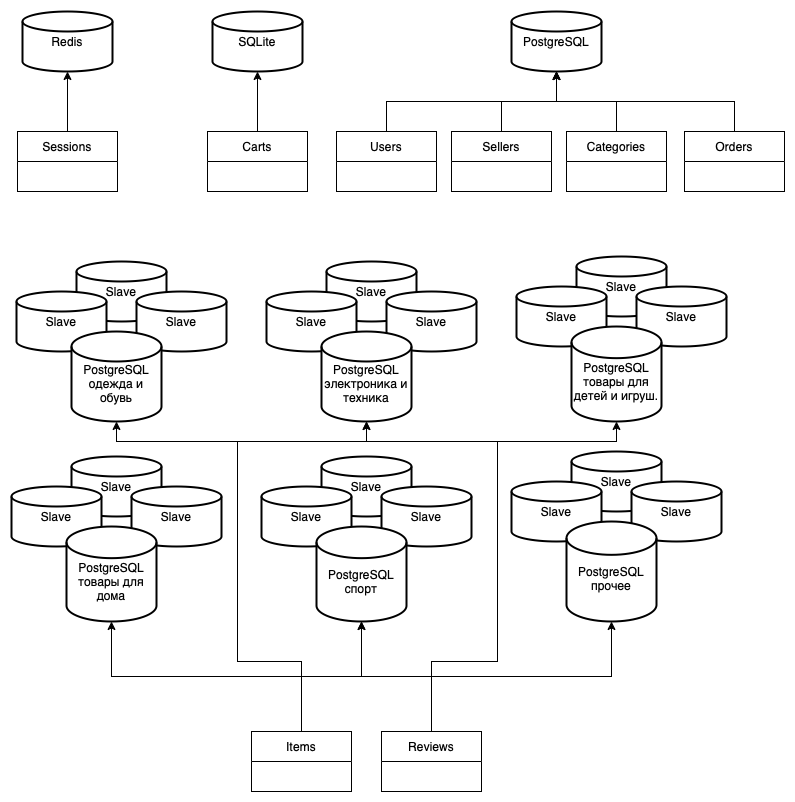 Redis
SQLite
PostgreSQL
Sessions
Carts
Users
Sellers
Categories
Orders
Slave
Slave
Slave
PostgreSQL
одежда и
обувь
Slave
Slave
Slave
PostgreSQL
электроника и
техника
Slave
Slave
Slave
PostgreSQL
товары для
детей и игруш.
Slave
Slave
Slave
PostgreSQL
товары для
дома
Slave
Slave
Slave
PostgreSQL
спорт
Slave
Slave
Slave
PostgreSQL
прочее
Items
Reviews